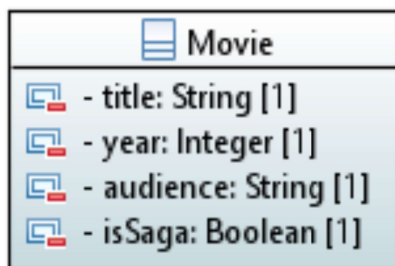 Movie
- title: String [1]
- year: Integer [1]
- audience: String [1]
- isSaga: Boolean [1]